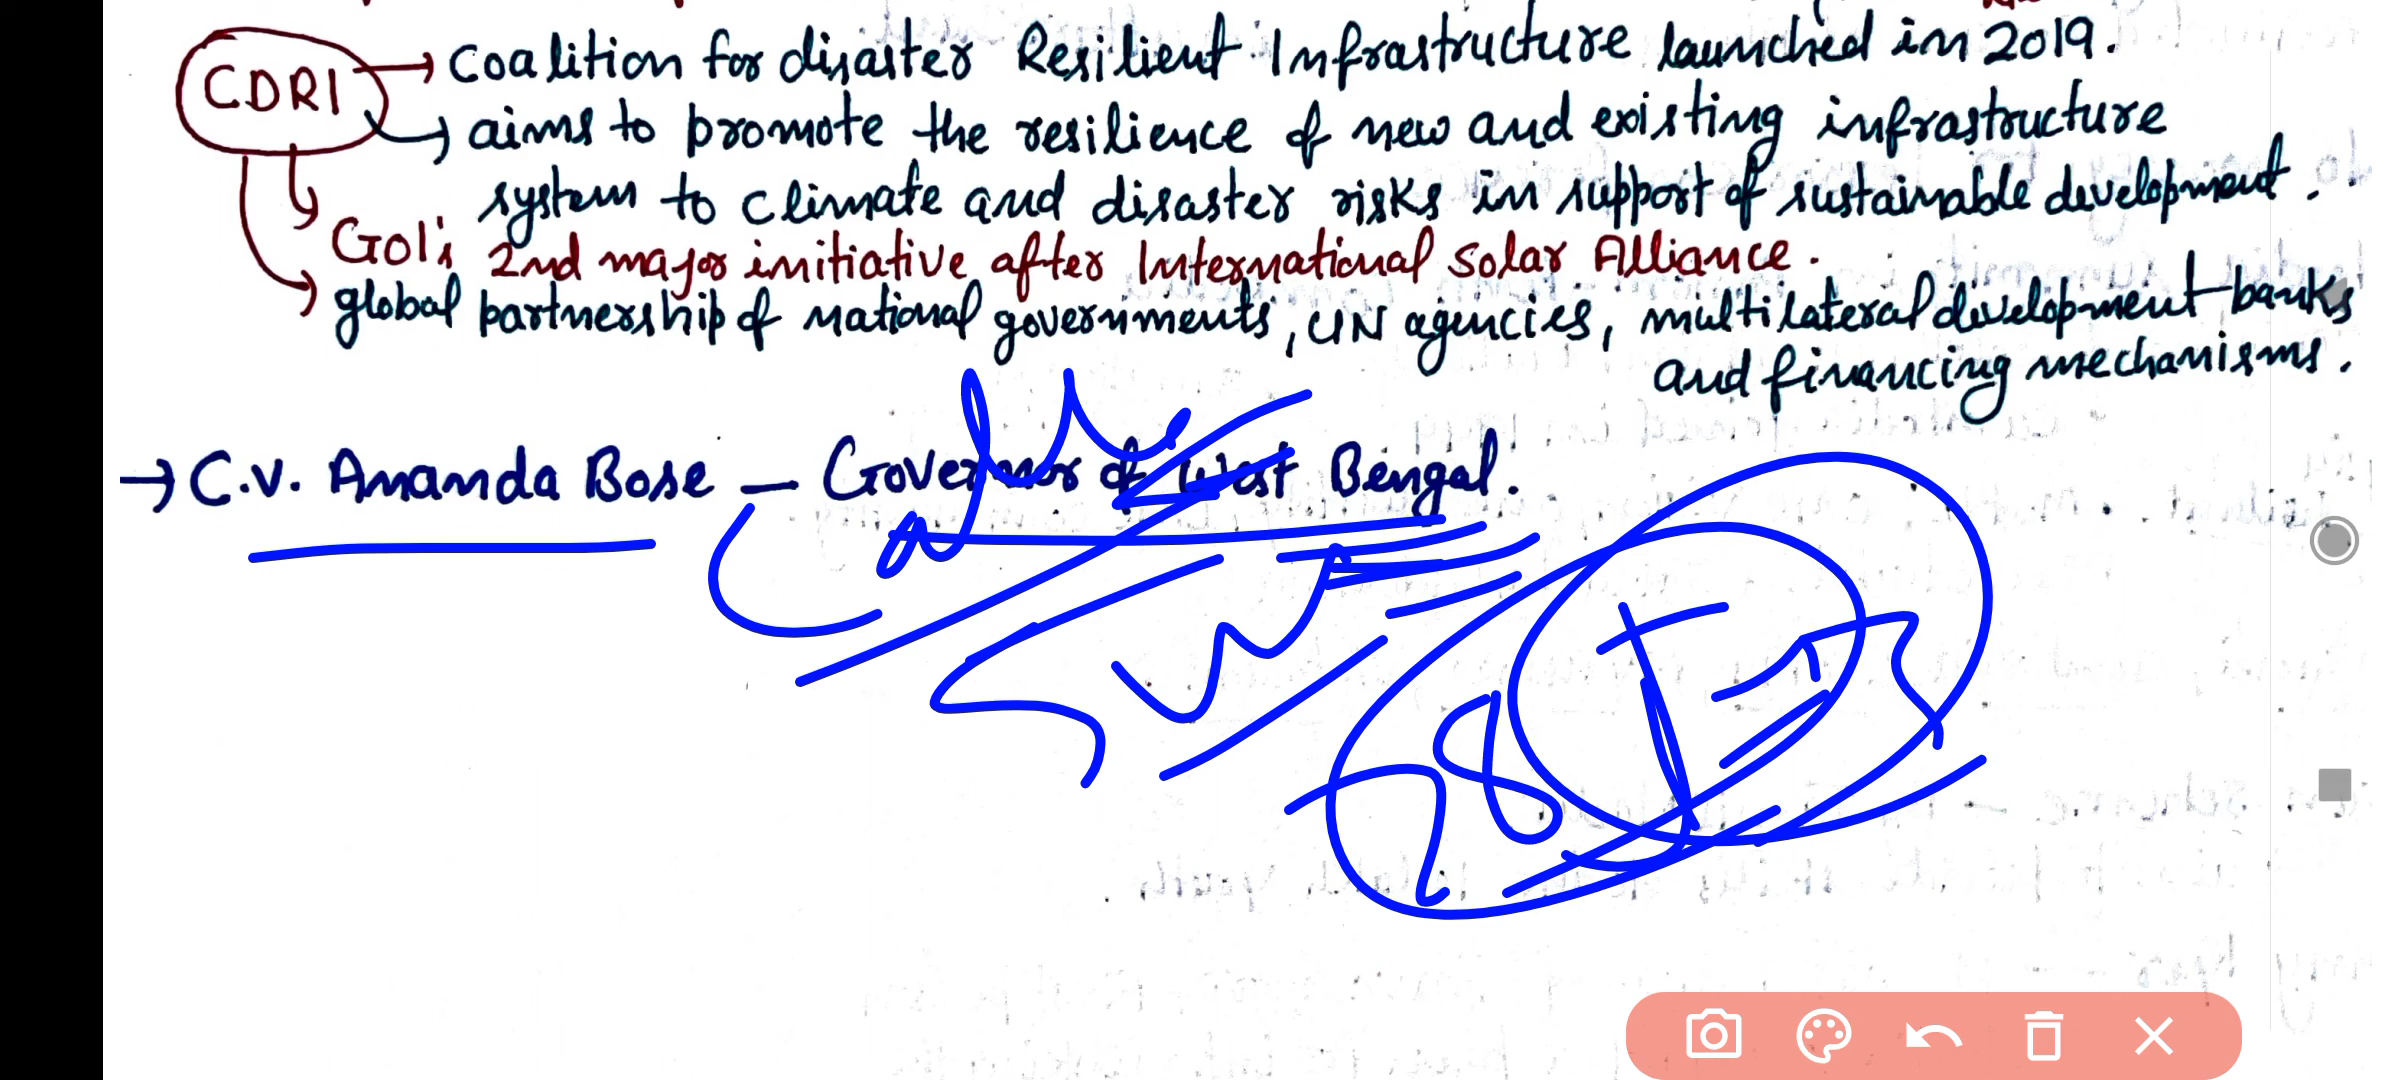 CDRI → Coalition for disaster Resilient Infrastructure launched in 2019.
→ aims to promote the resilience of new and existing infrastructure
system to climate and disaster risks in support of sustainable development.
→ GoI's 2nd major initiative after International Solar Alliance.
→ global partnership of national governments, UN agencies, multilateral development banks
and financing mechanisms.
→ C.V. Ananda Bose — Governor of West Bengal.